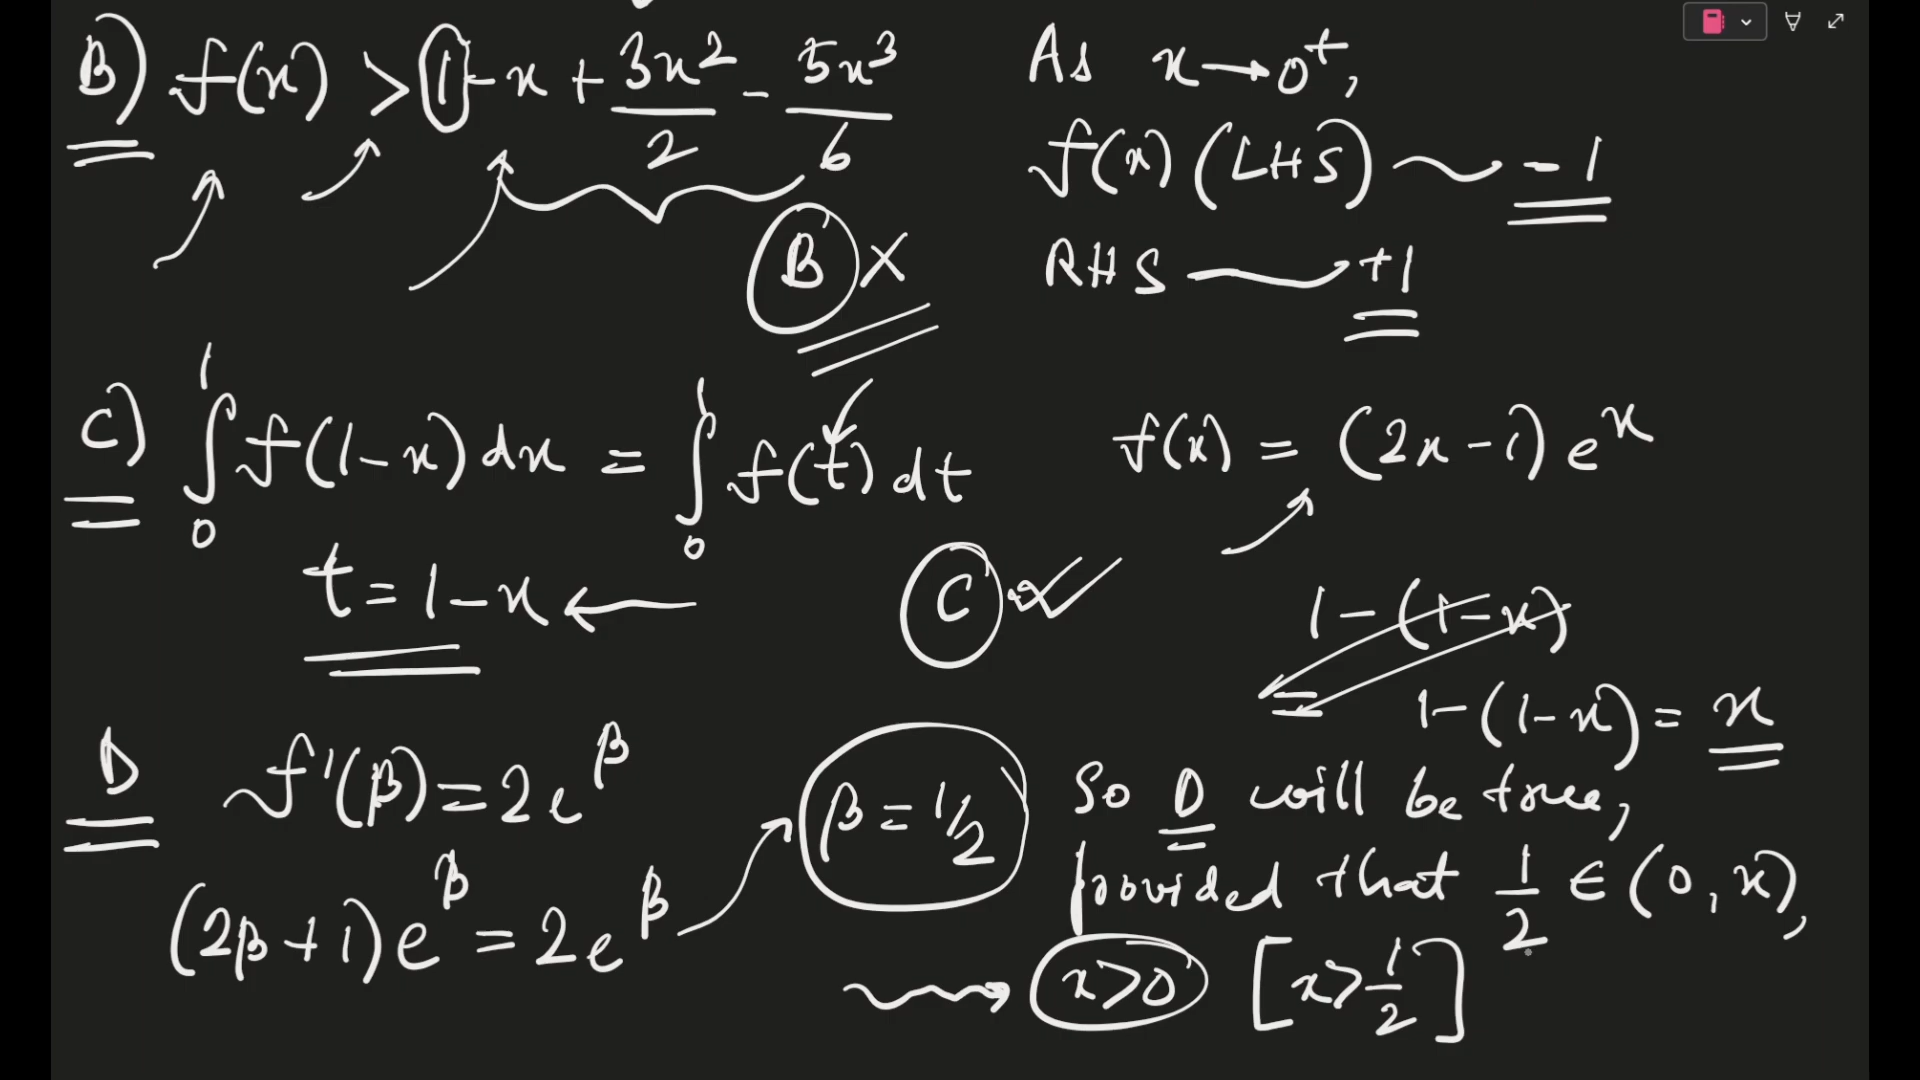 B) f(x) > 1 - x + 3x²/2 - 5x³/6
As x → 0⁺,
f(x) (LHS) ~ -1
RHS → +1
B ×
C) ∫₀¹ f(1-x) dx = ∫₀¹ f(t) dt
t = 1 - x ←
C ✓
f(x) = (2x - 1) eˣ
1 - (1 - x)
=
1 - (1 - x) = x
D f'(β) = 2e^β
(2β + 1) e^β = 2e^β
β = 1/2
So D will be true,
provided that 1/2 ∈ (0, x),
x > 0 [x > 1/2]